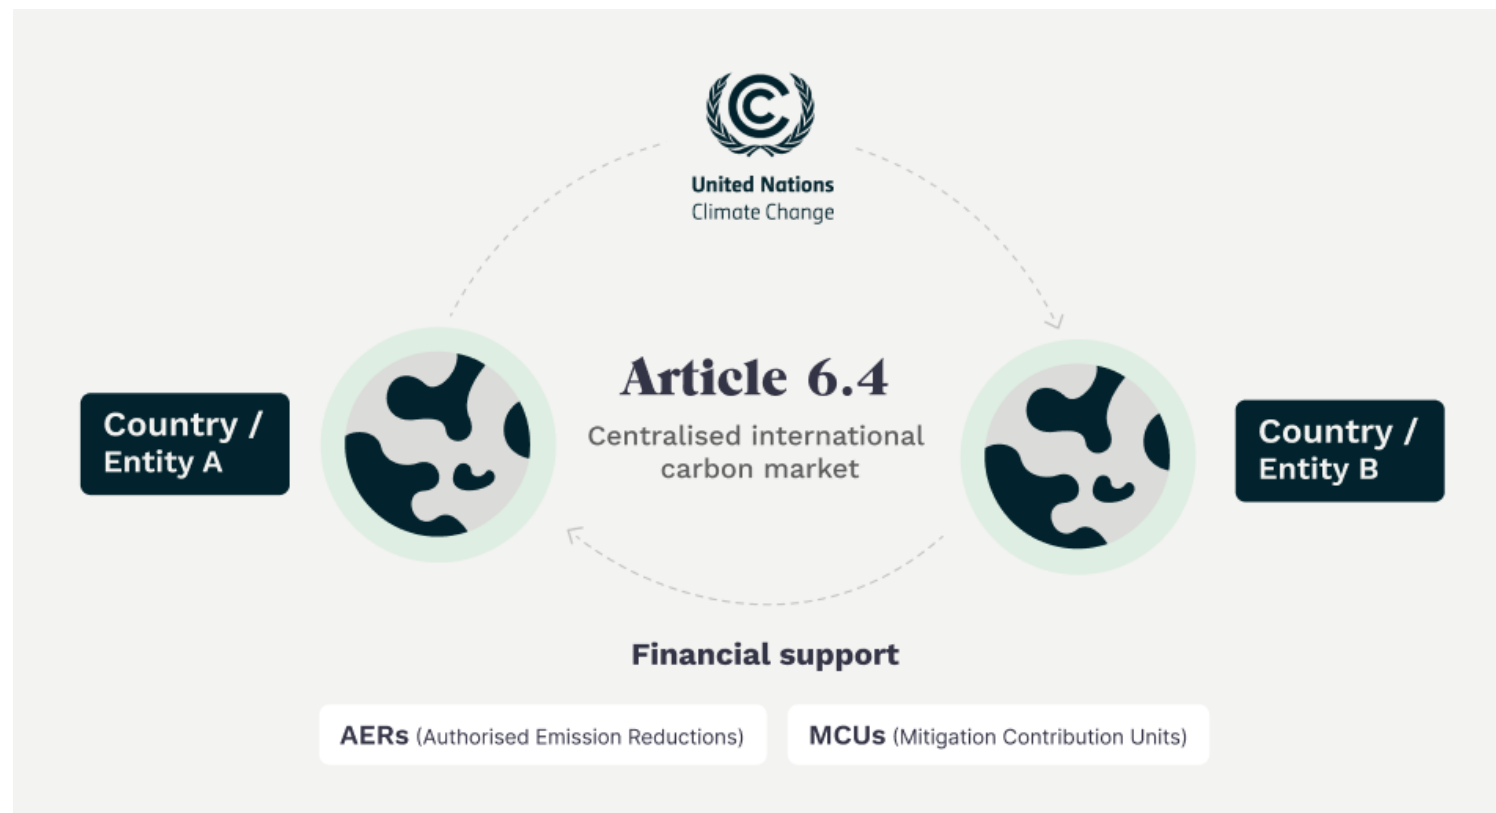 United Nations
Climate Change
Article 6.4
Centralised international
carbon market
Country /
Entity A
Country /
Entity B
Financial support
AERs (Authorised Emission Reductions)
MCUs (Mitigation Contribution Units)